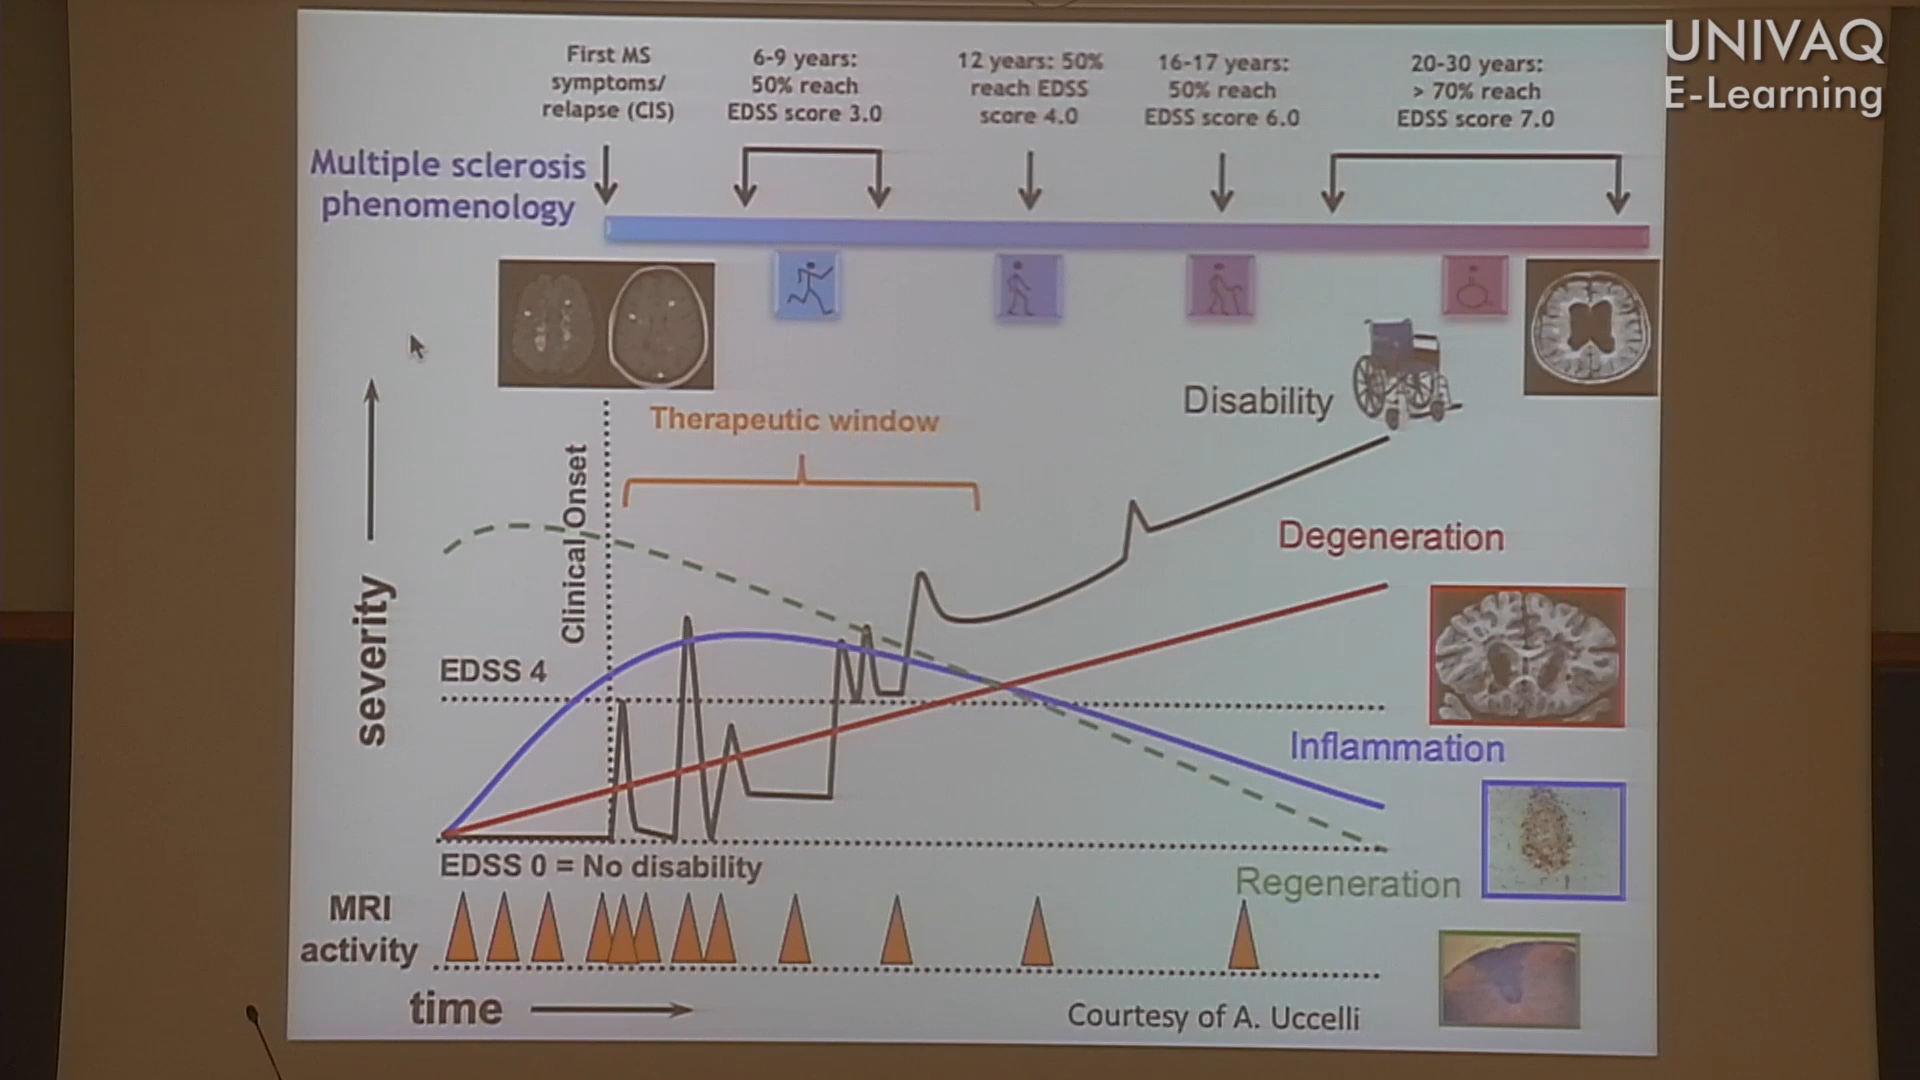 UNIVAQ
E-Learning
First MS
symptoms/
relapse (CIS)
6-9 years:
50% reach
EDSS score 3.0
12 years: 50%
reach EDSS
score 4.0
16-17 years:
50% reach
EDSS score 6.0
20-30 years:
> 70% reach
EDSS score 7.0
Multiple sclerosis
phenomenology
Disability
Therapeutic window
Clinical Onset
Degeneration
severity
EDSS 4
Inflammation
EDSS 0 = No disability
Regeneration
MRI
activity
time
Courtesy of A. Uccelli